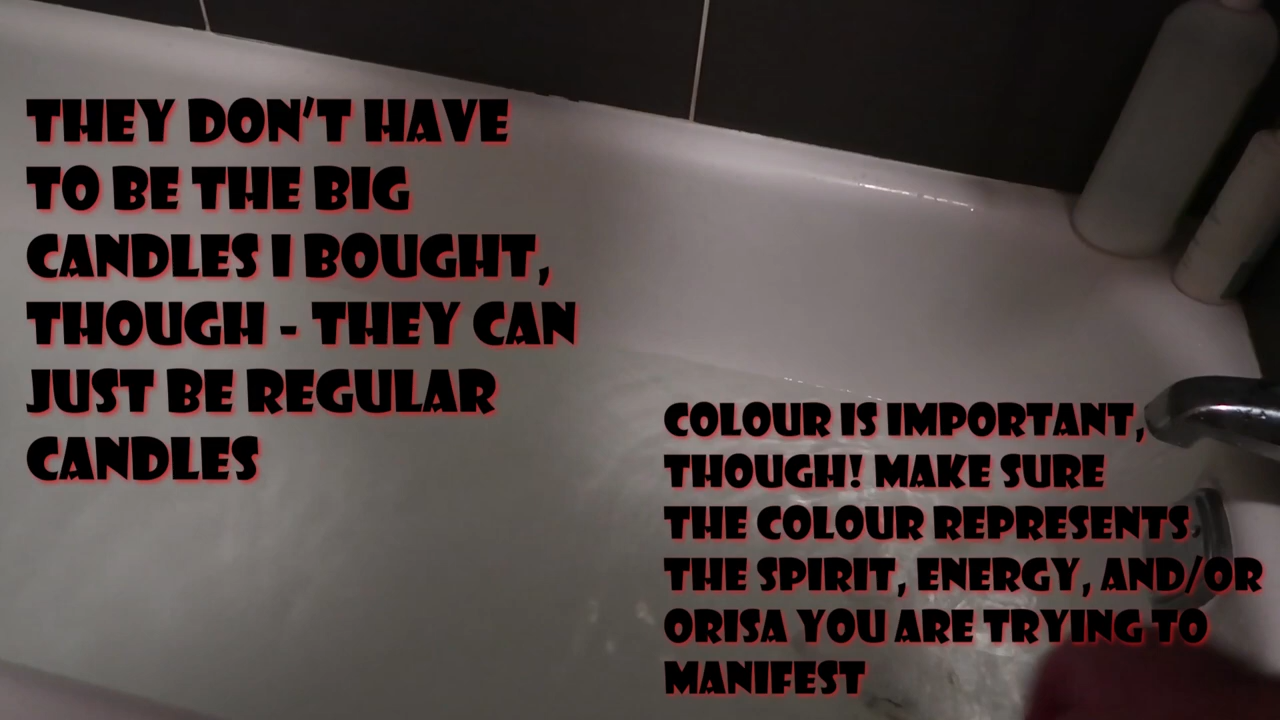 THEY DON'T HAVE
TO BE THE BIG
CANDLES I BOUGHT,
THOUGH - THEY CAN
JUST BE REGULAR
CANDLES
COLOUR IS IMPORTANT,
THOUGH! MAKE SURE
THE COLOUR REPRESENTS
THE SPIRIT, ENERGY, AND/OR
ORISA YOU ARE TRYING TO
MANIFEST